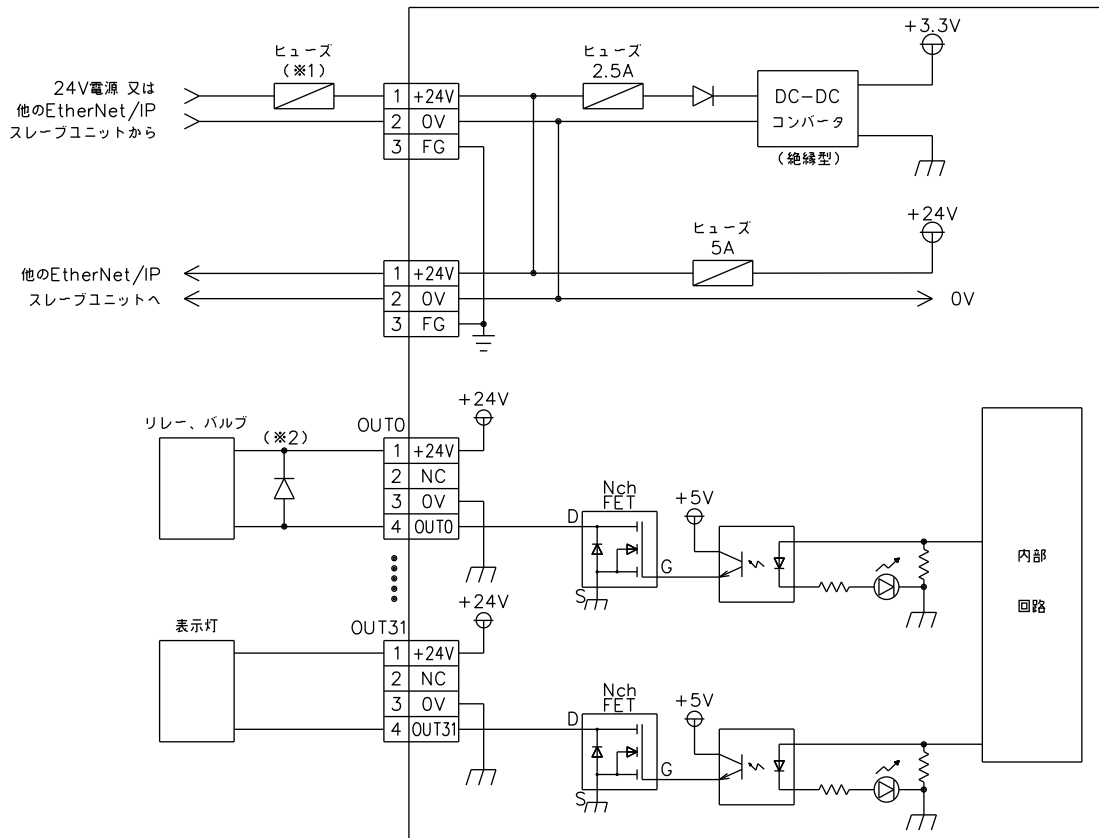 +3.3V
ヒューズ
(※1)
ヒューズ
2.5A
24V電源 又は
他のEtherNet/IP
スレーブユニットから
1 +24V
2 0V
3 FG
DC-DC
コンバータ
(絶縁型)
+24V
ヒューズ
5A
他のEtherNet/IP
スレーブユニットへ
1 +24V
2 0V
3 FG
0V
+24V
リレー、バルブ
(※2)
OUT0
1 +24V
2 NC
3 0V
4 OUT0
Nch
FET
D
G
S
+5V
内部
回路
+24V
表示灯
OUT31
1 +24V
2 NC
3 0V
4 OUT31
Nch
FET
D
G
S
+5V